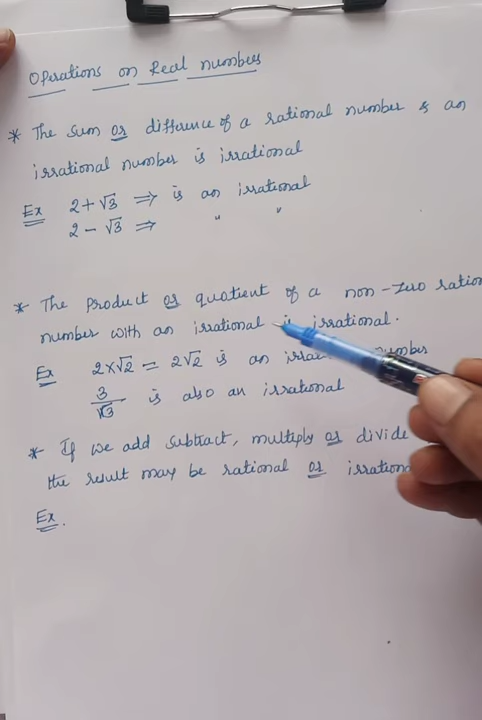 Operations on Real numbers
* The sum or difference of a rational number & an
irrational number is irrational
Ex 2+√3 ⇒ is an irrational
2-√3 ⇒ " "
* The product or quotient of a non-zero ration
number with an irrational is irrational.
Ex 2×√2 = 2√2 is an number
3/√3 is also an irrational
* If we add subtract, multiply or divide
the result may be rational or irrationa
Ex.